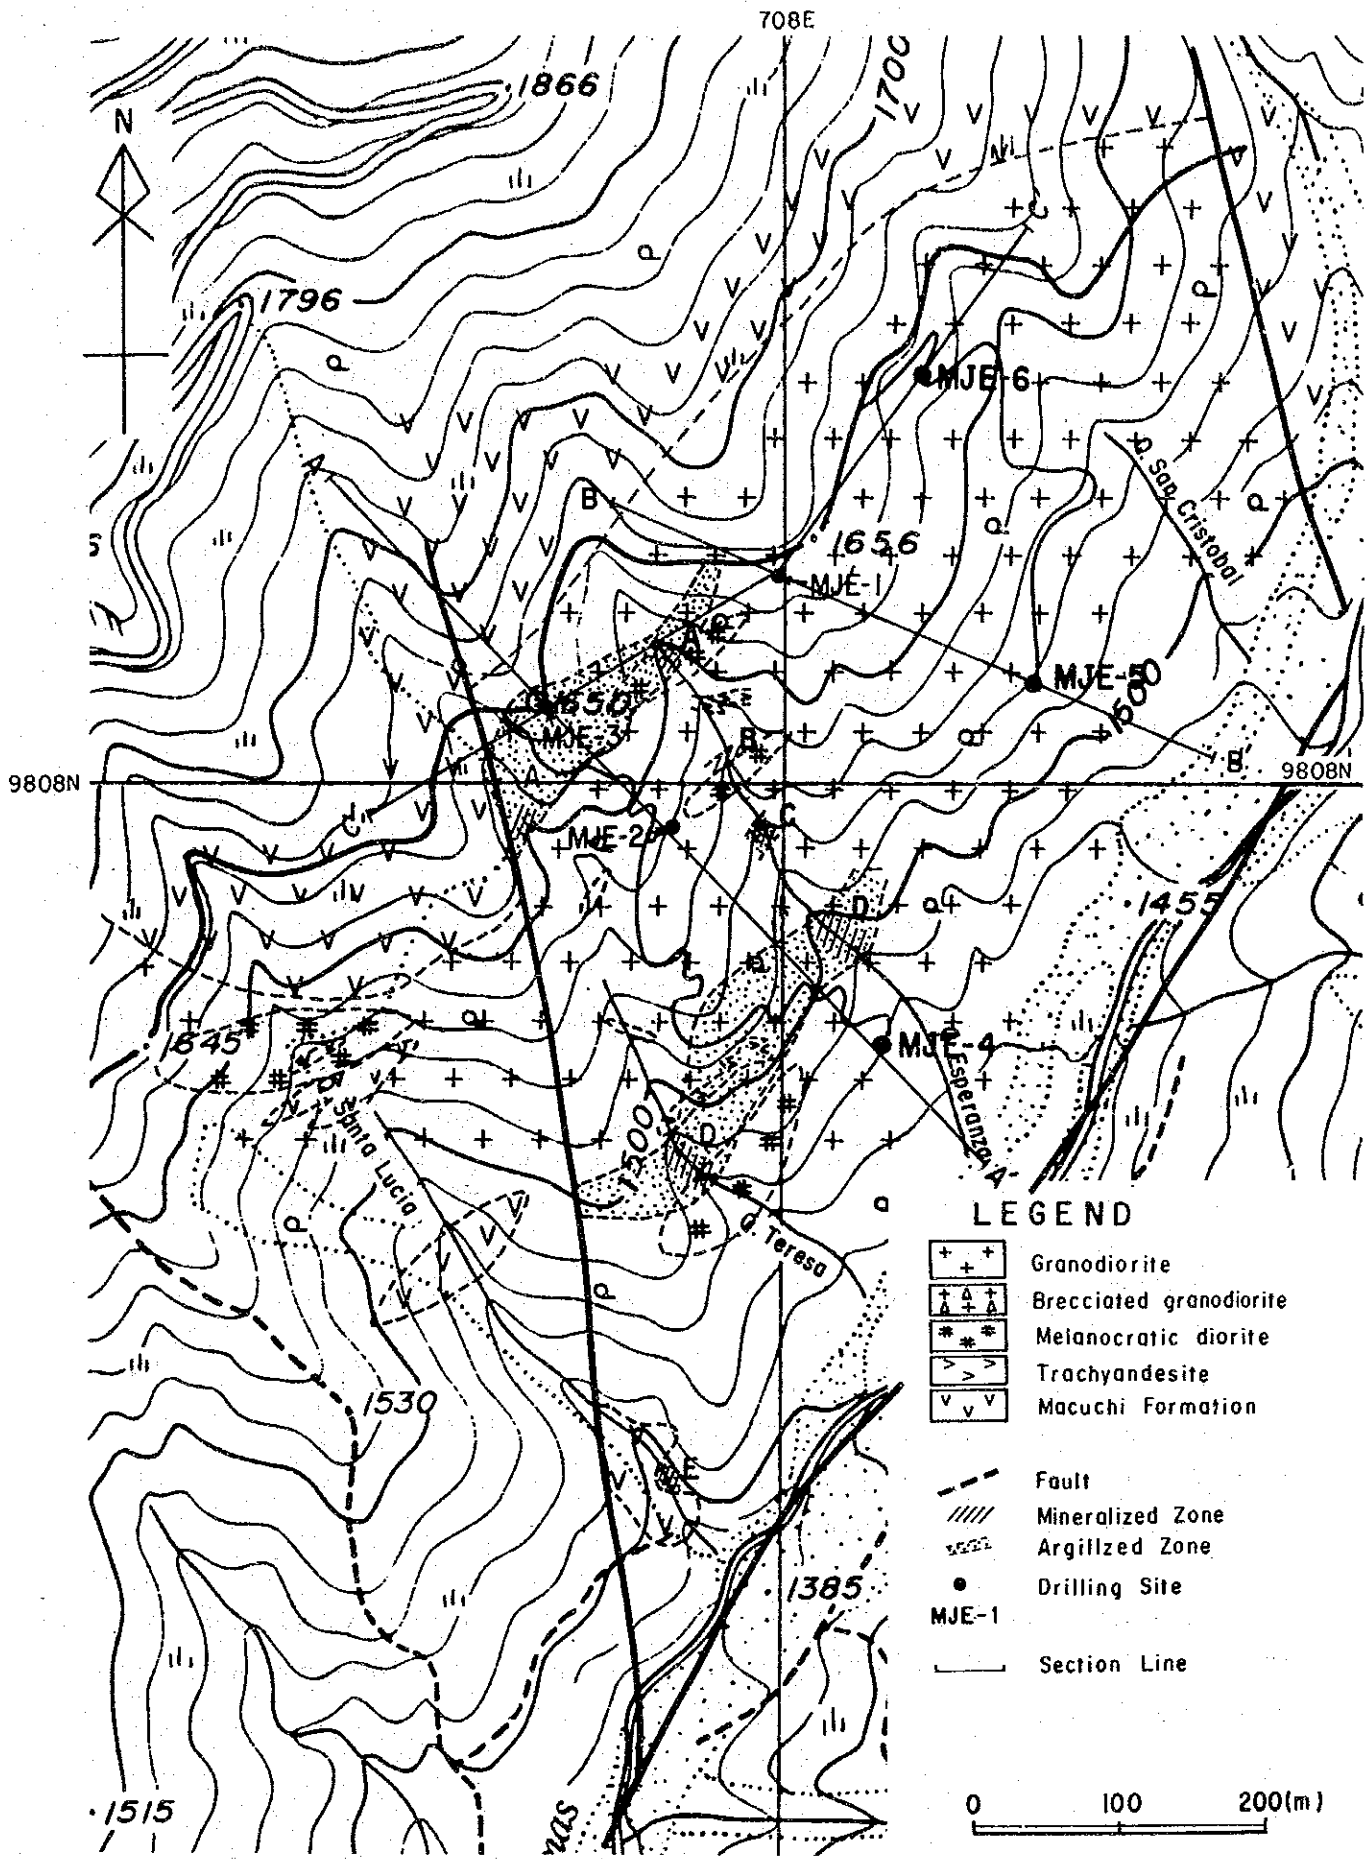 708E
1866
1700
N
C
1796
MJE-6
A
Q. San Cristobal
B
1656
MJE-1
A
MJE-5
1650
MJE-3
1500
B
B
9808N
9808N
C
C
MJE-2
D
1455
1645
MJE-4
Q. Esperanza
Q. Santa Lucia
1500
D
A'
Q. Teresa
E
1530
1385
1515
LEGEND
Granodiorite
Brecciated granodiorite
Melanocratic diorite
Trachyandesite
Macuchi Formation
Fault
Mineralized Zone
Argillzed Zone
Drilling Site
MJE-1
Section Line
0 100 200(m)